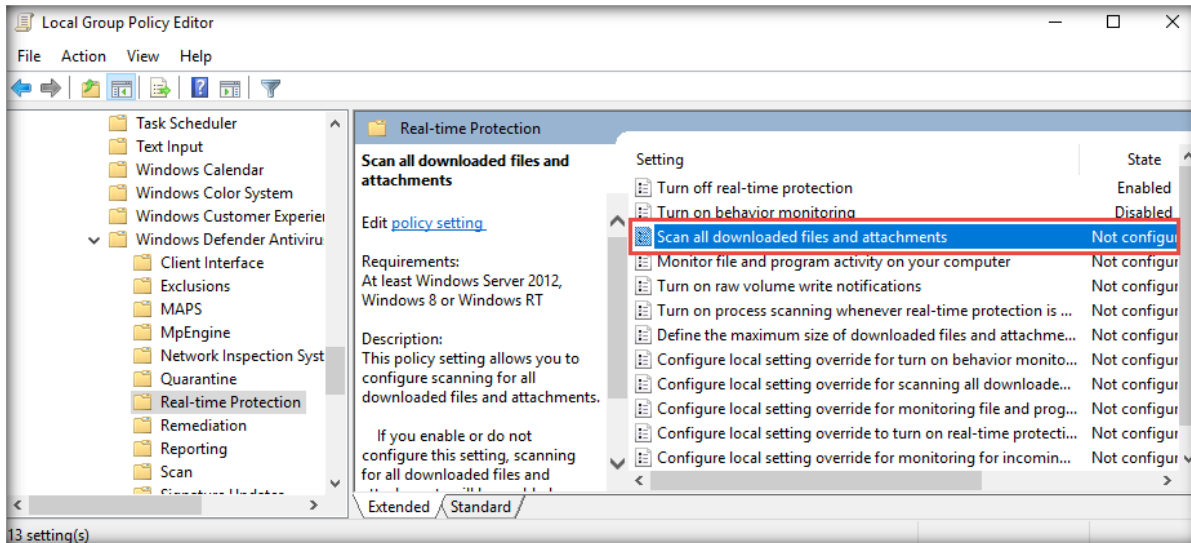 Local Group Policy Editor
File Action View Help
Task Scheduler
Text Input
Windows Calendar
Windows Color System
Windows Customer Experier
Windows Defender Antiviru
Client Interface
Exclusions
MAPS
MpEngine
Network Inspection Syst
Quarantine
Real-time Protection
Remediation
Reporting
Scan
Real-time Protection
Scan all downloaded files and
attachments
Edit policy setting
Requirements:
At least Windows Server 2012,
Windows 8 or Windows RT
Description:
This policy setting allows you to
configure scanning for all
downloaded files and attachments.
If you enable or do not
configure this setting, scanning
for all downloaded files and
Setting State
Turn off real-time protection Enabled
Turn on behavior monitoring Disabled
Scan all downloaded files and attachments Not configur
Monitor file and program activity on your computer Not configur
Turn on raw volume write notifications Not configur
Turn on process scanning whenever real-time protection is ... Not configur
Define the maximum size of downloaded files and attachme... Not configur
Configure local setting override for turn on behavior monito... Not configur
Configure local setting override for scanning all downloade... Not configur
Configure local setting override for monitoring file and prog... Not configur
Configure local setting override to turn on real-time protecti... Not configur
Configure local setting override for monitoring for incomin... Not configur
Extended Standard
13 setting(s)